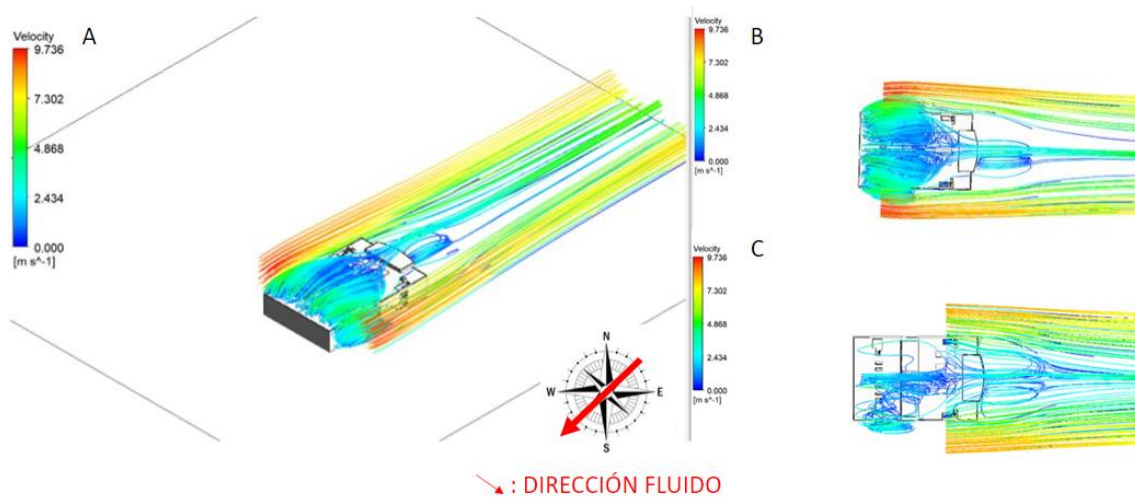 Velocity
9.736
7.302
4.868
2.434
0.000
[m s^-1]
A
Velocity
9.736
7.302
4.868
2.434
0.000
[m s^-1]
B
Velocity
9.736
7.302
4.868
2.434
0.000
[m s^-1]
C
N
W E
S
: DIRECCIÓN FLUIDO